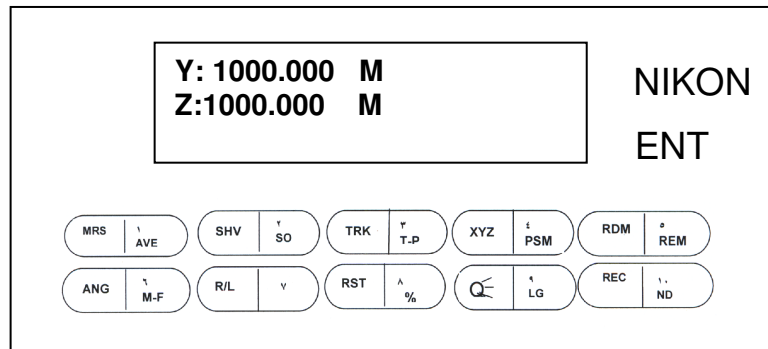 Y: 1000.000 M
Z:1000.000 M
NIKON
ENT
MRS ١ AVE
SHV ٢ SO
TRK ٣ T-P
XYZ ٤ PSM
RDM ٥ REM
ANG ٦ M-F
R/L ٧
RST ٨ %
٩ LG
REC ١٠ ND